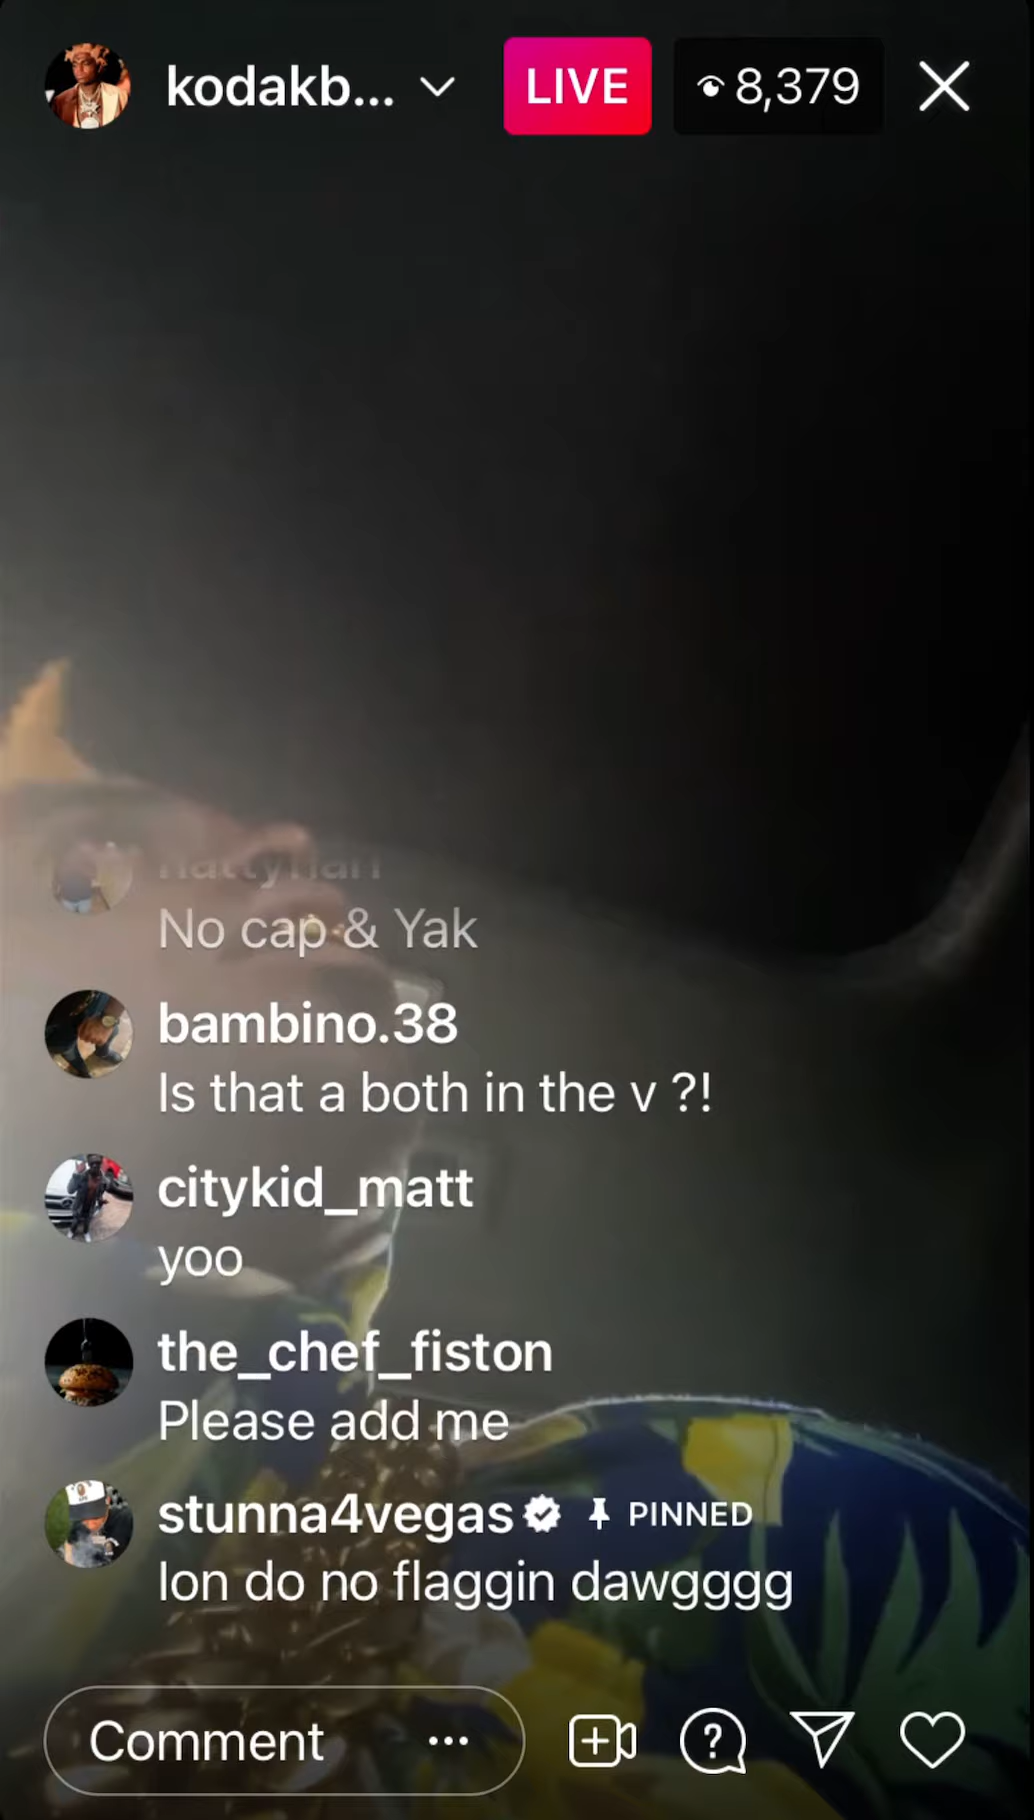 kodakb...
LIVE
8,379
No cap & Yak
bambino.38
Is that a both in the v ?!
citykid_matt
yoo
the_chef_fiston
Please add me
stunna4vegas PINNED
Ion do no flaggin dawgggg
Comment